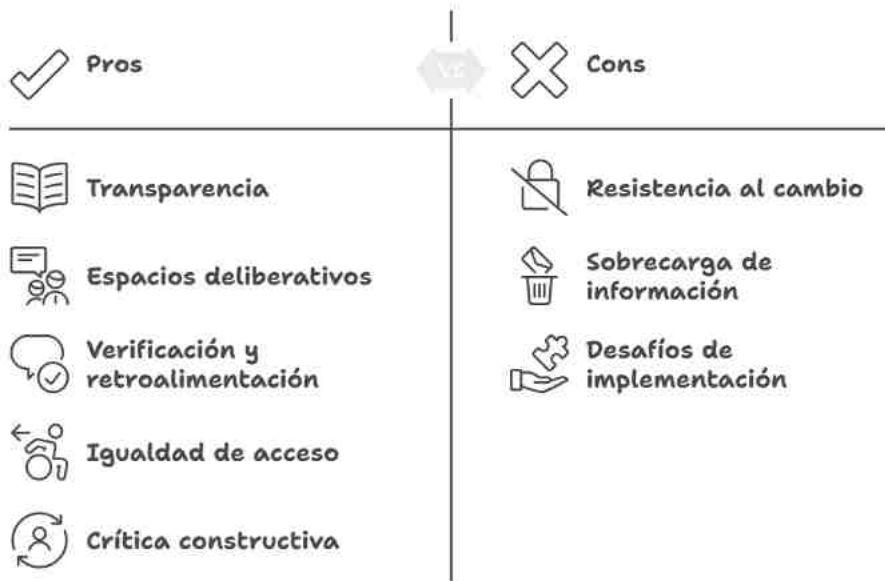 Pros
VS
Cons
Transparencia
Espacios deliberativos
Verificación y
retroalimentación
Igualdad de acceso
Crítica constructiva
Resistencia al cambio
Sobrecarga de
información
Desafíos de
implementación